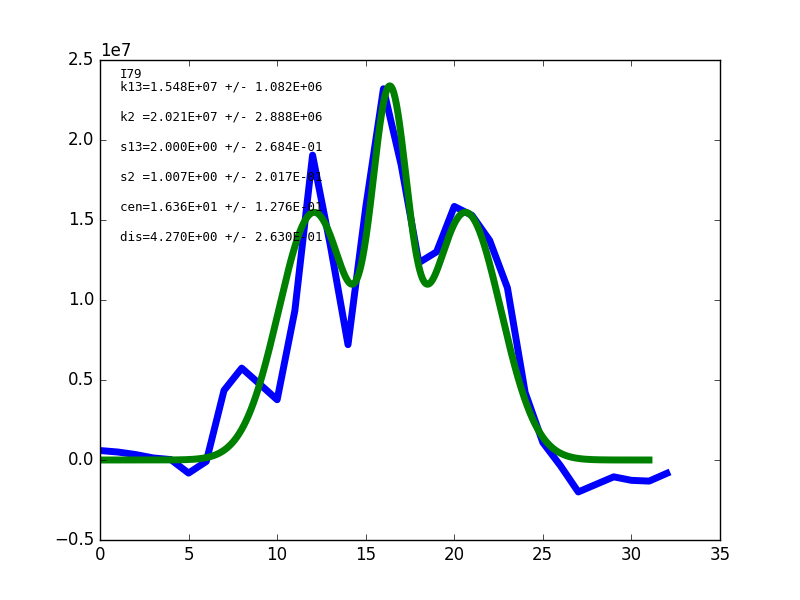 1e7
2.5
2.0
1.5
1.0
0.5
0.0
−0.5
0
5
10
15
20
25
30
35
I79
k13=1.548E+07 +/- 1.082E+06
k2 =2.021E+07 +/- 2.888E+06
s13=2.000E+00 +/- 2.684E-01
s2 =1.007E+00 +/- 2.017E-01
cen=1.636E+01 +/- 1.276E-01
dis=4.270E+00 +/- 2.630E-01